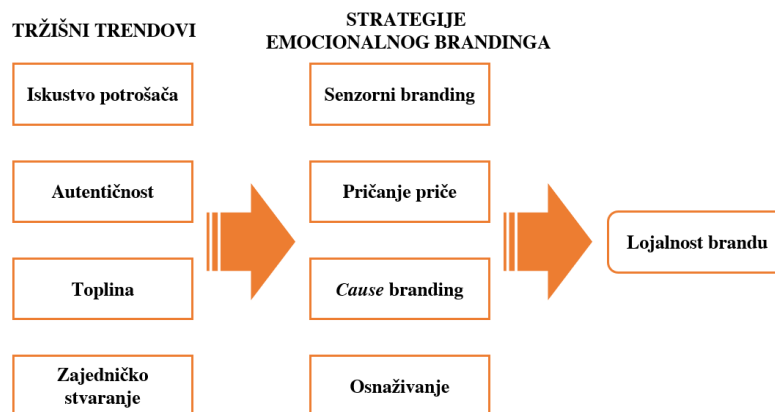 TRŽIŠNI TRENDOVI
STRATEGIJE
EMOCIONALNOG BRANDINGA
Iskustvo potrošača
Senzorni branding
Autentičnost
Pričanje priče
Lojalnost brandu
Toplina
Cause branding
Zajedničko
stvaranje
Osnaživanje